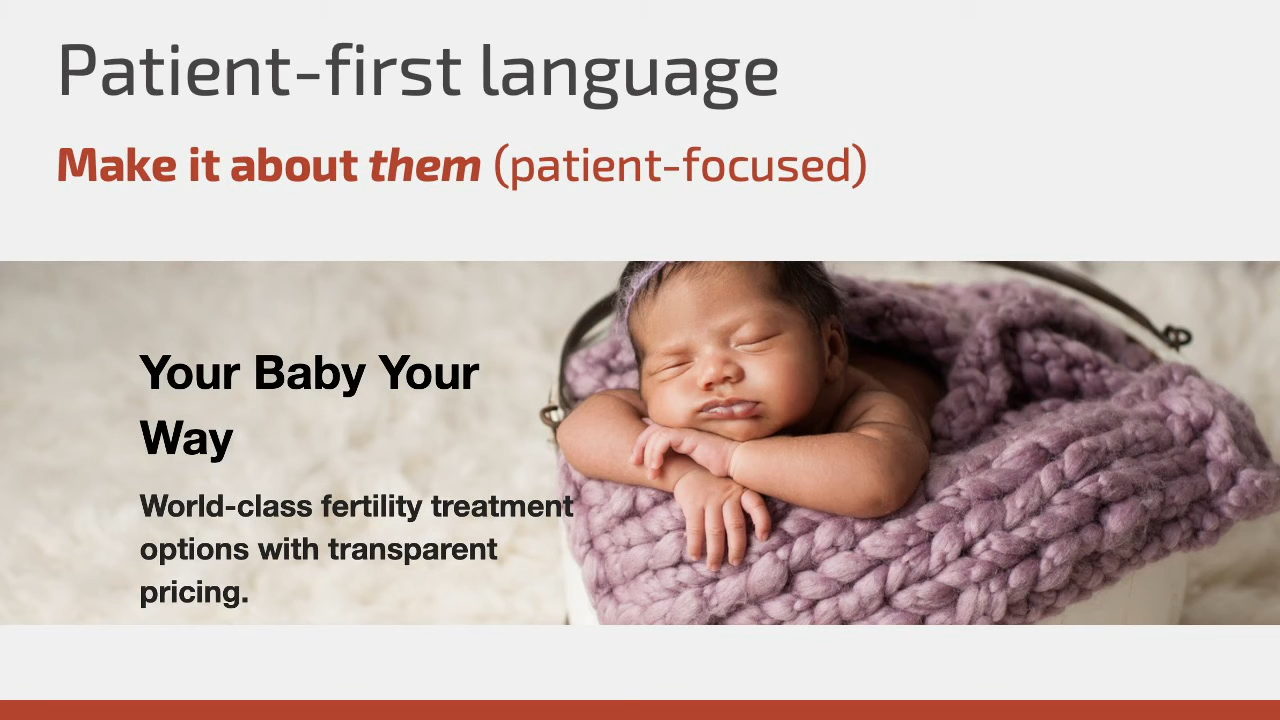 Patient-first language
Make it about them (patient-focused)
Your Baby Your
Way
World-class fertility treatment
options with transparent
pricing.